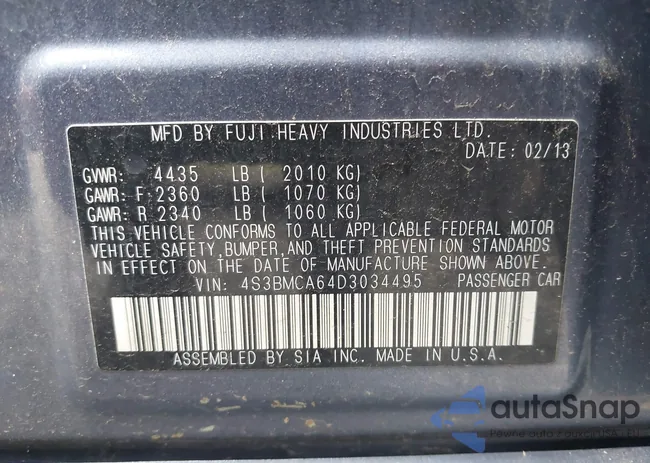 MFD BY FUJI HEAVY INDUSTRIES LTD.
DATE: 02/13
GVWR: 4435 LB ( 2010 KG)
GAWR: F:2360 LB ( 1070 KG)
GAWR: R 2340 LB ( 1060 KG)
THIS VEHICLE CONFORMS TO ALL APPLICABLE FEDERAL MOTOR
VEHICLE SAFETY,BUMPER,AND THEFT PREVENTION STANDARDS
IN EFFECT ON THE DATE OF MANUFACTURE SHOWN ABOVE.
VIN: 4S3BMCA64D3034495 PASSENGER CAR
ASSEMBLED BY SIA INC. MADE IN U.S.A.
autaSnap
Pewne auto z